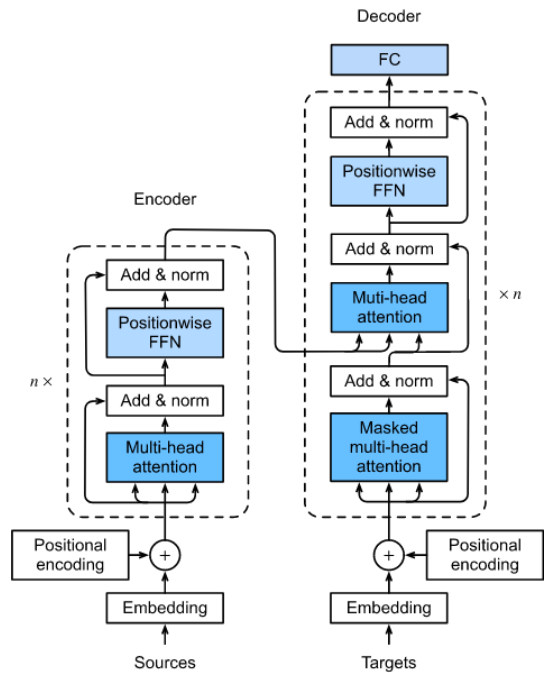 Decoder
FC
Add & norm
Positionwise
FFN
Add & norm
Muti-head
attention
× n
Add & norm
Masked
multi-head
attention
Positional
encoding
+
Embedding
Targets
Encoder
Add & norm
Positionwise
FFN
n ×
Add & norm
Multi-head
attention
Positional
encoding
+
Embedding
Sources